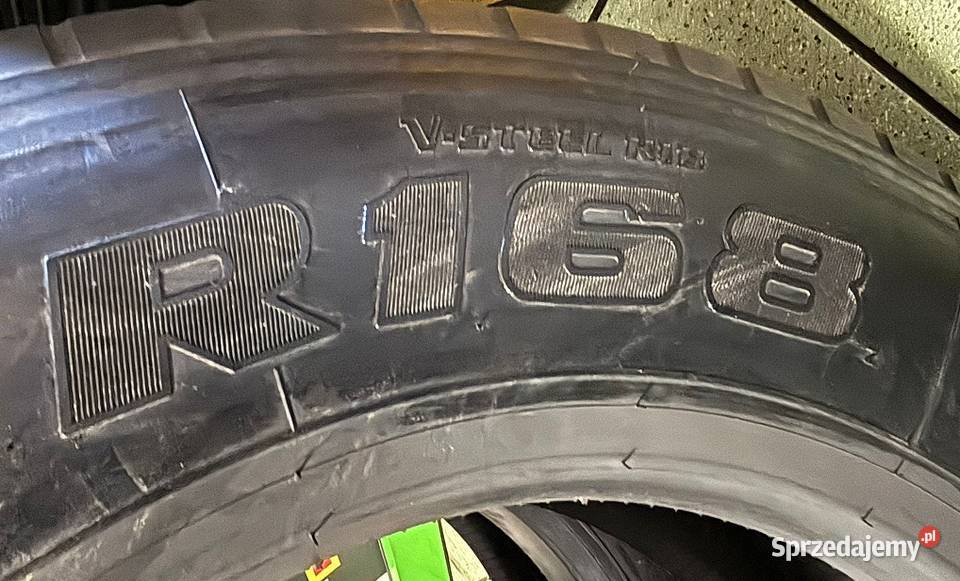 V-STEEL RIB
R168
Sprzedajemy.pl